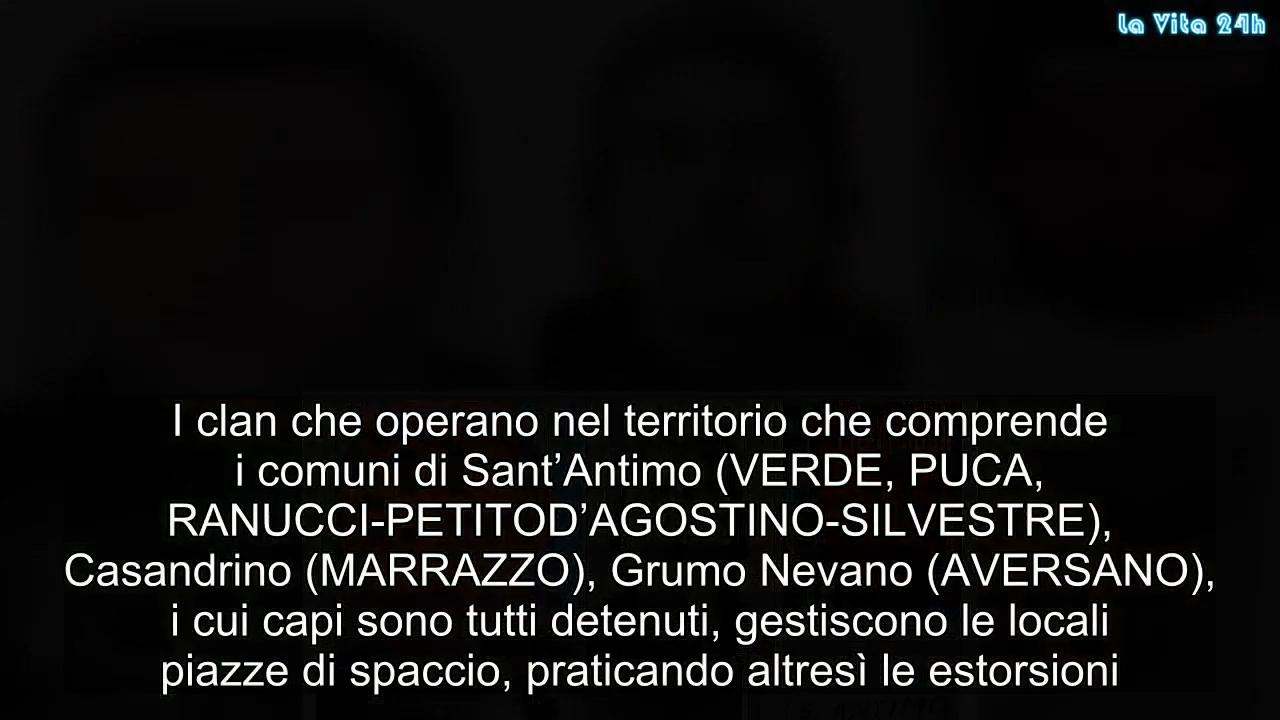 La Vita 24h
I clan che operano nel territorio che comprende
i comuni di Sant’Antimo (VERDE, PUCA,
RANUCCI-PETITOD’AGOSTINO-SILVESTRE),
Casandrino (MARRAZZO), Grumo Nevano (AVERSANO),
i cui capi sono tutti detenuti, gestiscono le locali
piazze di spaccio, praticando altresì le estorsioni